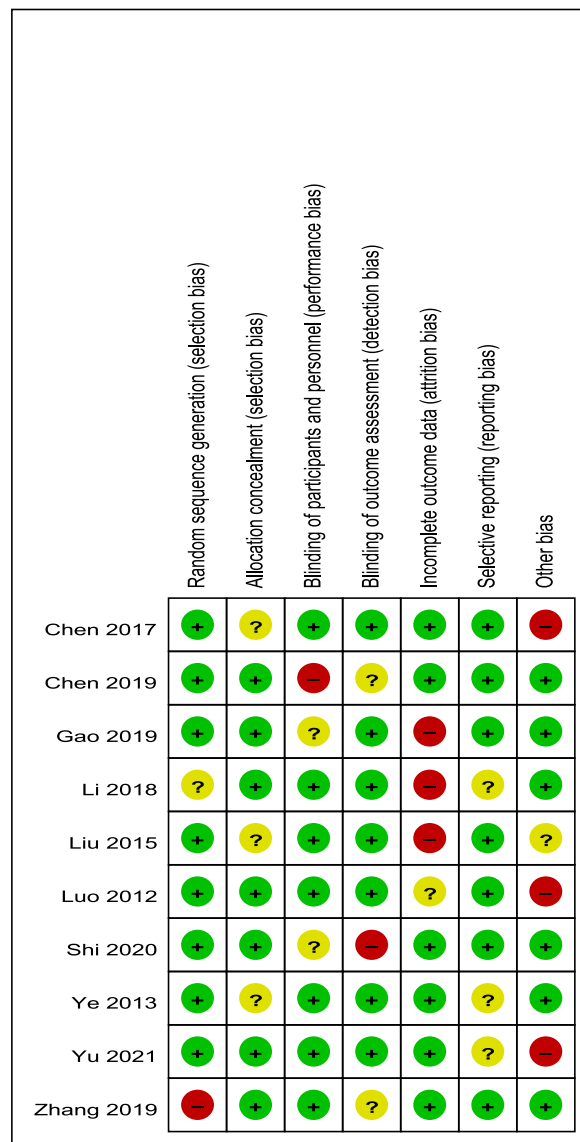 Random sequence generation (selection bias)
Allocation concealment (selection bias)
Blinding of participants and personnel (performance bias)
Blinding of outcome assessment (detection bias)
Incomplete outcome data (attrition bias)
Selective reporting (reporting bias)
Other bias
Chen 2017 + ? + + + + −
Chen 2019 + + − ? + + +
Gao 2019 + + ? + − + +
Li 2018 ? + + + − ? +
Liu 2015 + ? + + − + ?
Luo 2012 + + + + ? + −
Shi 2020 + + ? − + + +
Ye 2013 + ? + + + ? +
Yu 2021 + + + + + ? −
Zhang 2019 − + + ? + + +